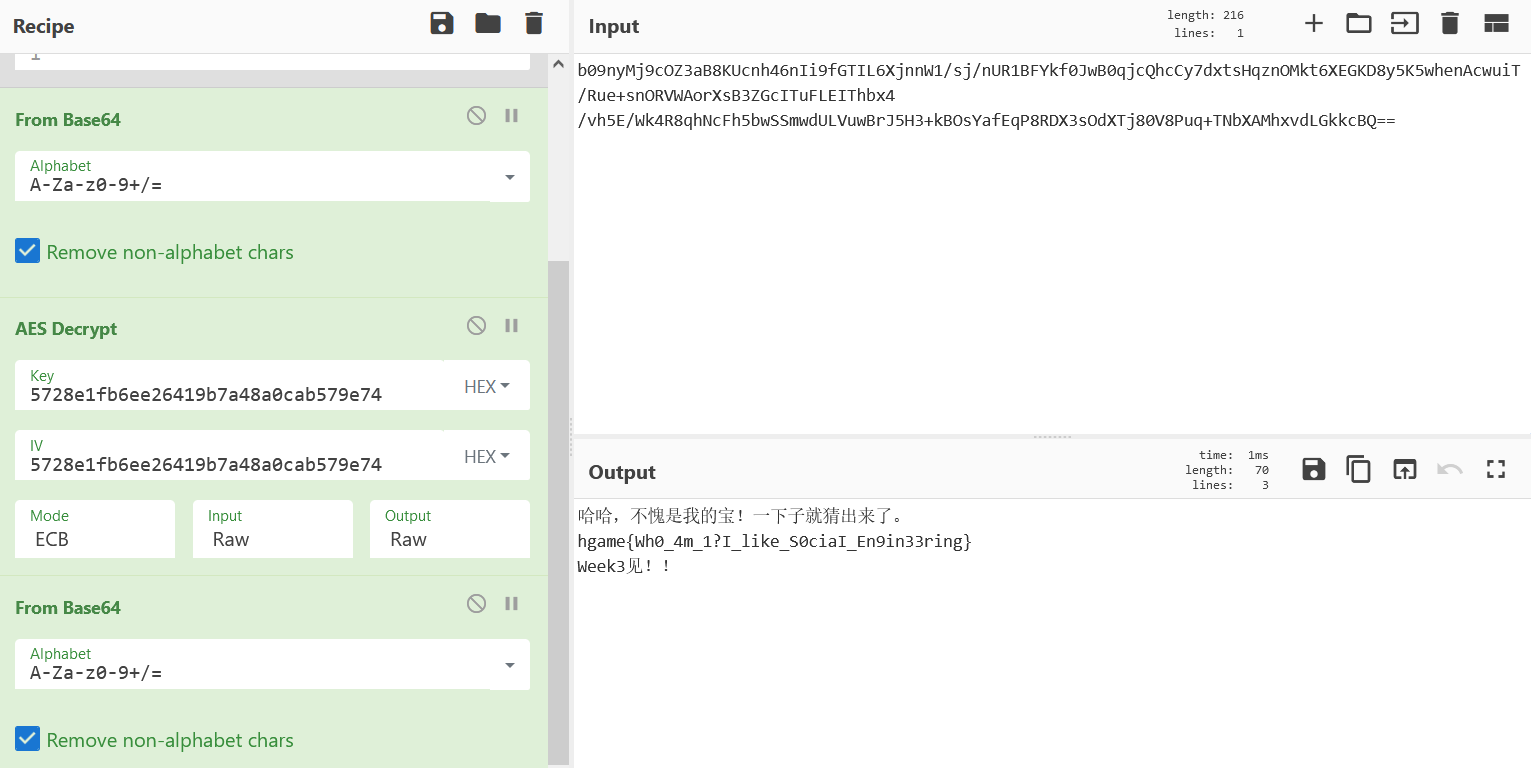 Recipe
From Base64
Alphabet
A-Za-z0-9+/=
Remove non-alphabet chars
AES Decrypt
Key
5728e1fb6ee26419b7a48a0cab579e74
HEX
IV
5728e1fb6ee26419b7a48a0cab579e74
HEX
Mode
ECB
Input
Raw
Output
Raw
From Base64
Alphabet
A-Za-z0-9+/=
Remove non-alphabet chars
Input
length: 216
lines: 1
b09nyMj9cOZ3aB8KUcnh46nIi9fGTIL6XjnnW1/sj/nUR1BFYkf0JwB0qjcQhcCy7dxtsHqznOMkt6XEGKD8y5K5whenAcwuiT
/Rue+snORVWAorXsB3ZGcITuFLEIThbx4
/vh5E/Wk4R8qhNcFh5bwSSmwdULVuwBrJ5H3+kBOsYafEqP8RDX3sOdXTj80V8Puq+TNbXAMhxvdLGkkcBQ==
Output
time: 1ms
length: 70
lines: 3
哈哈，不愧是我的宝！一下子就猜出来了。
hgame{Wh0_4m_1?I_like_S0ciaI_En9in33ring}
Week3见！！